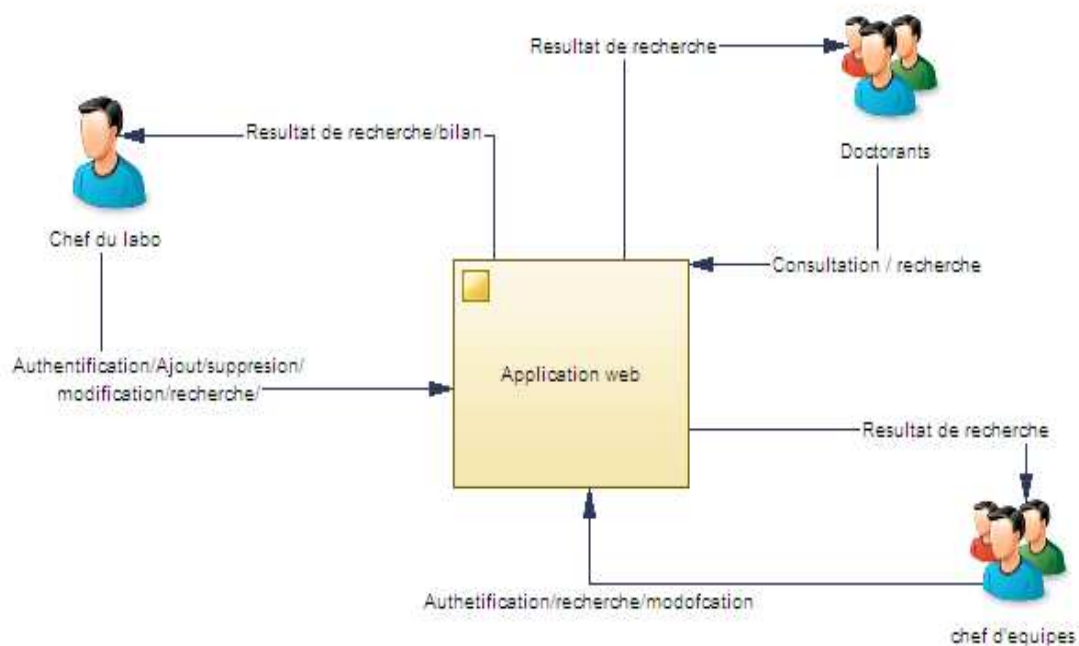 Resultat de recherche
Resultat de recherche/bilan
Doctorants
Chef du labo
Consultation / recherche
Authentification/Ajout/suppresion/
modification/recherche/
Application web
Resultat de recherche
Authetification/recherche/modofcation
chef d'equipes